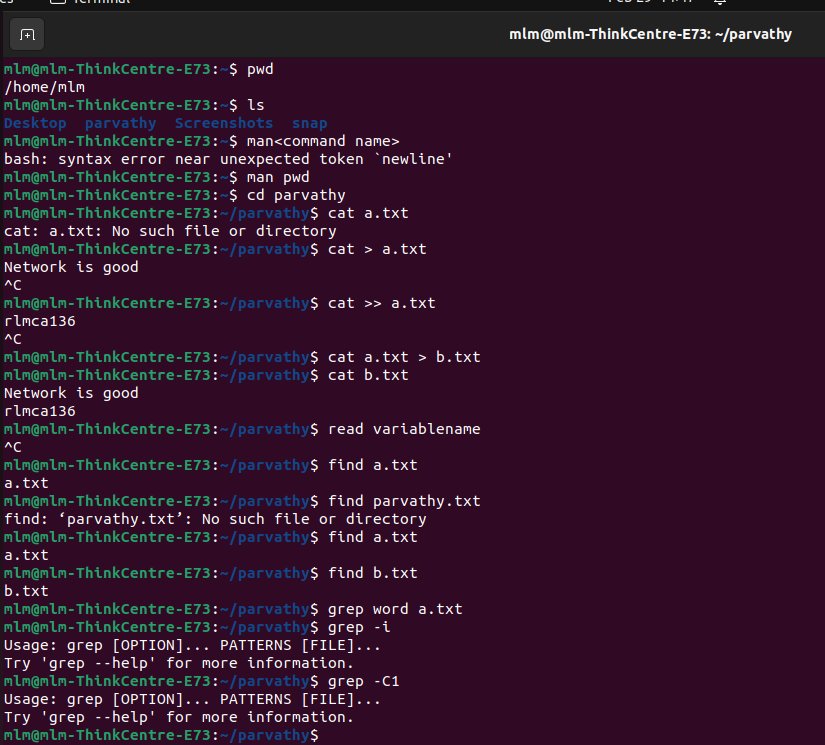 Terminal
mlm@mlm-ThinkCentre-E73: ~/parvathy
mlm@mlm-ThinkCentre-E73:~$ pwd
/home/mlm
mlm@mlm-ThinkCentre-E73:~$ ls
Desktop  parvathy  Screenshots  snap
mlm@mlm-ThinkCentre-E73:~$ man<command name>
bash: syntax error near unexpected token `newline'
mlm@mlm-ThinkCentre-E73:~$ man pwd
mlm@mlm-ThinkCentre-E73:~$ cd parvathy
mlm@mlm-ThinkCentre-E73:~/parvathy$ cat a.txt
cat: a.txt: No such file or directory
mlm@mlm-ThinkCentre-E73:~/parvathy$ cat > a.txt
Network is good
^C
mlm@mlm-ThinkCentre-E73:~/parvathy$ cat >> a.txt
rlmca136
^C
mlm@mlm-ThinkCentre-E73:~/parvathy$ cat a.txt > b.txt
mlm@mlm-ThinkCentre-E73:~/parvathy$ cat b.txt
Network is good
rlmca136
mlm@mlm-ThinkCentre-E73:~/parvathy$ read variablename
^C
mlm@mlm-ThinkCentre-E73:~/parvathy$ find a.txt
a.txt
mlm@mlm-ThinkCentre-E73:~/parvathy$ find parvathy.txt
find: ‘parvathy.txt’: No such file or directory
mlm@mlm-ThinkCentre-E73:~/parvathy$ find a.txt
a.txt
mlm@mlm-ThinkCentre-E73:~/parvathy$ find b.txt
b.txt
mlm@mlm-ThinkCentre-E73:~/parvathy$ grep word a.txt
mlm@mlm-ThinkCentre-E73:~/parvathy$ grep -i
Usage: grep [OPTION]... PATTERNS [FILE]...
Try 'grep --help' for more information.
mlm@mlm-ThinkCentre-E73:~/parvathy$ grep -C1
Usage: grep [OPTION]... PATTERNS [FILE]...
Try 'grep --help' for more information.
mlm@mlm-ThinkCentre-E73:~/parvathy$